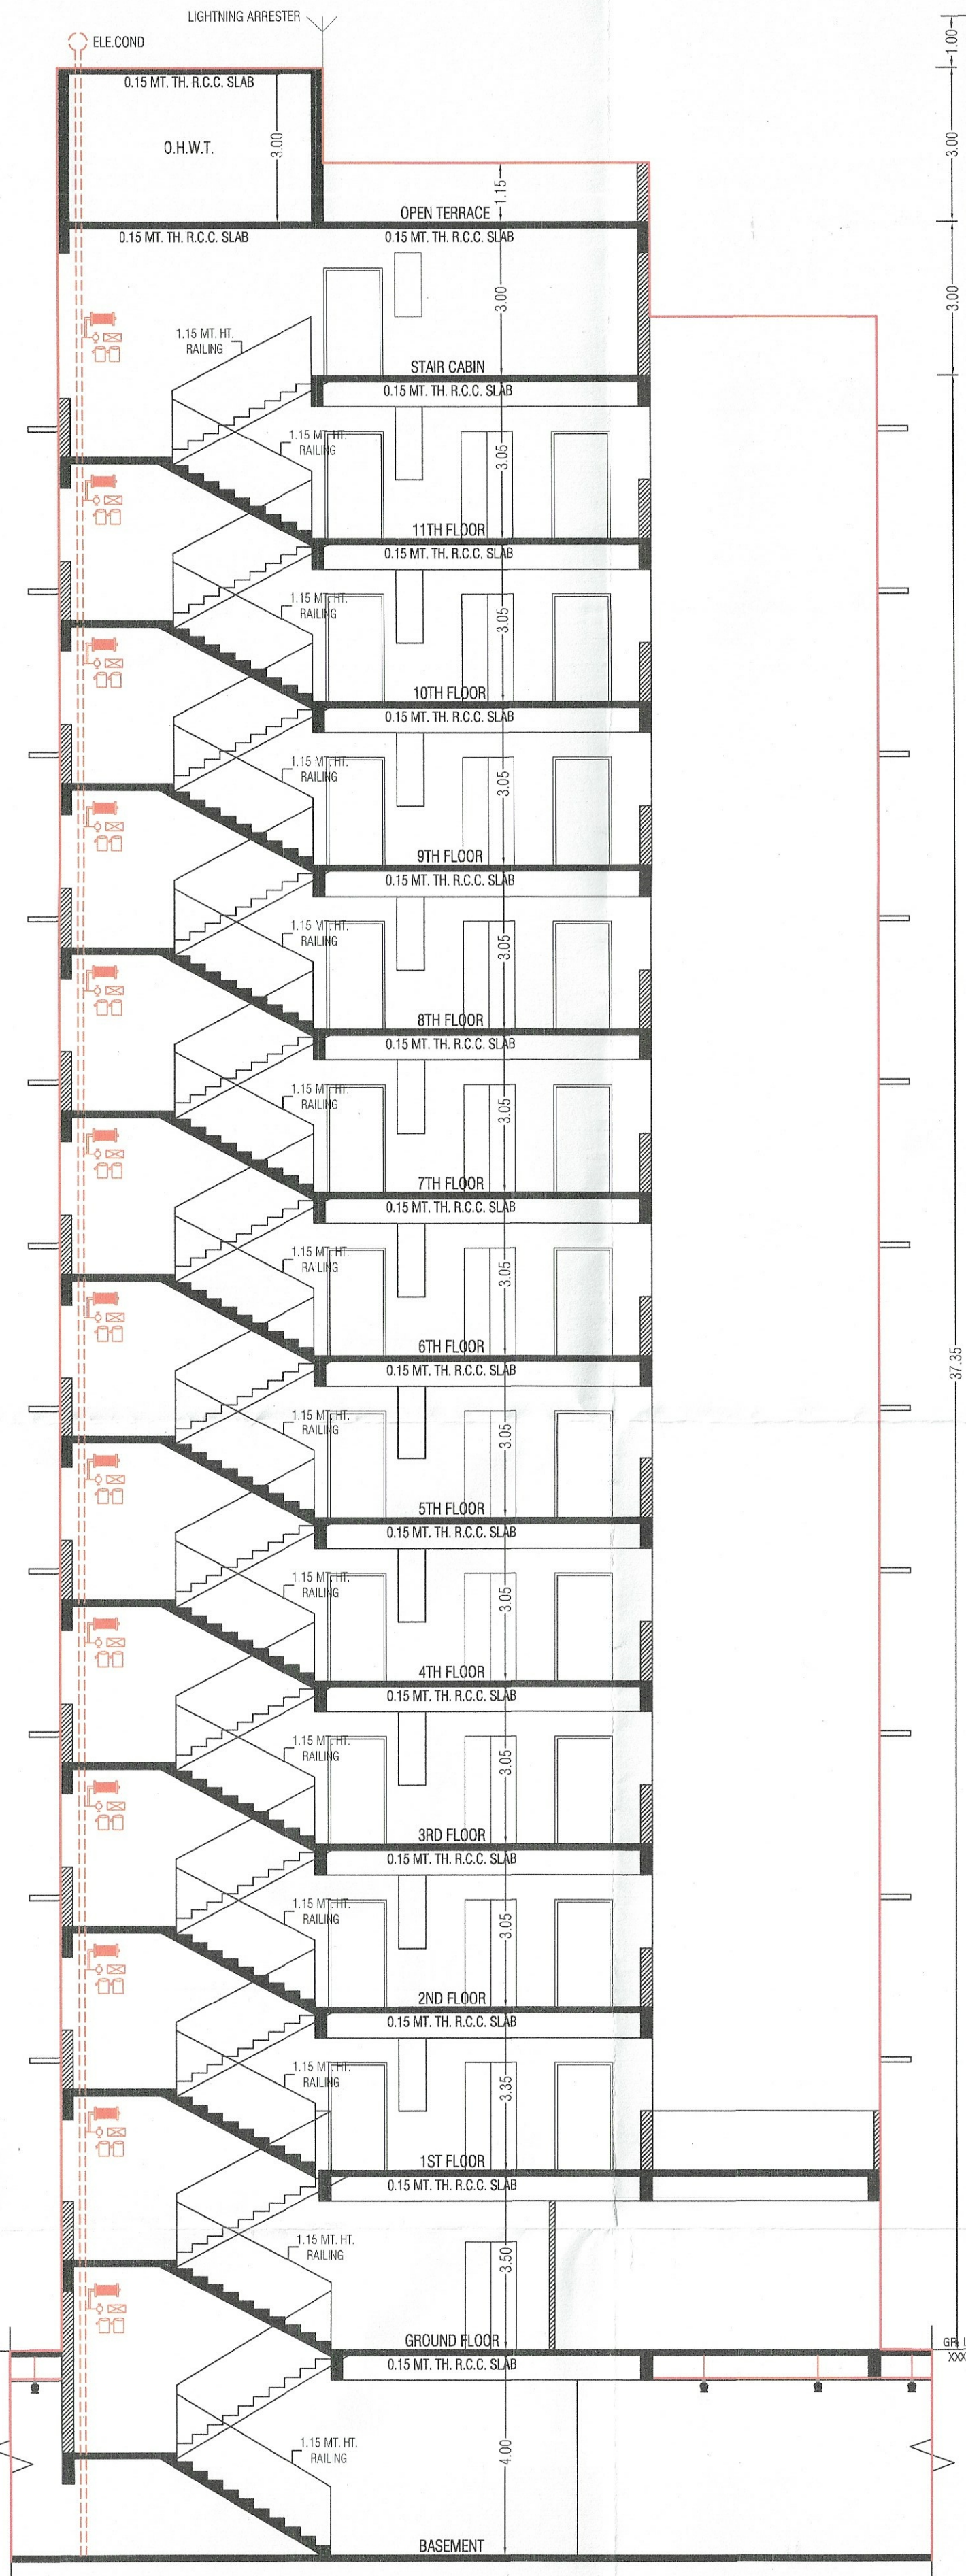 LIGHTNING ARRESTER
ELE.COND
1.00
0.15 MT. TH. R.C.C. SLAB
O.H.W.T.
3.00
3.00
1.15
OPEN TERRACE
0.15 MT. TH. R.C.C. SLAB
0.15 MT. TH. R.C.C. SLAB
3.00
3.00
1.15 MT. HT.
RAILING
STAIR CABIN
0.15 MT. TH. R.C.C. SLAB
1.15 MT. HT.
RAILING
3.05
11TH FLOOR
0.15 MT. TH. R.C.C. SLAB
1.15 MT. HT.
RAILING
3.05
10TH FLOOR
0.15 MT. TH. R.C.C. SLAB
1.15 MT. HT.
RAILING
3.05
9TH FLOOR
0.15 MT. TH. R.C.C. SLAB
1.15 MT. HT.
RAILING
3.05
8TH FLOOR
0.15 MT. TH. R.C.C. SLAB
1.15 MT. HT.
RAILING
3.05
7TH FLOOR
0.15 MT. TH. R.C.C. SLAB
1.15 MT. HT.
RAILING
3.05
6TH FLOOR
0.15 MT. TH. R.C.C. SLAB
37.35
1.15 MT. HT.
RAILING
3.05
5TH FLOOR
0.15 MT. TH. R.C.C. SLAB
1.15 MT. HT.
RAILING
3.05
4TH FLOOR
0.15 MT. TH. R.C.C. SLAB
1.15 MT. HT.
RAILING
3.05
3RD FLOOR
0.15 MT. TH. R.C.C. SLAB
1.15 MT. HT.
RAILING
3.05
2ND FLOOR
0.15 MT. TH. R.C.C. SLAB
1.15 MT. HT.
RAILING
3.35
1ST FLOOR
0.15 MT. TH. R.C.C. SLAB
1.15 MT. HT.
RAILING
3.50
GROUND FLOOR
GR. L
XXX
0.15 MT. TH. R.C.C. SLAB
1.15 MT. HT.
RAILING
4.00
BASEMENT